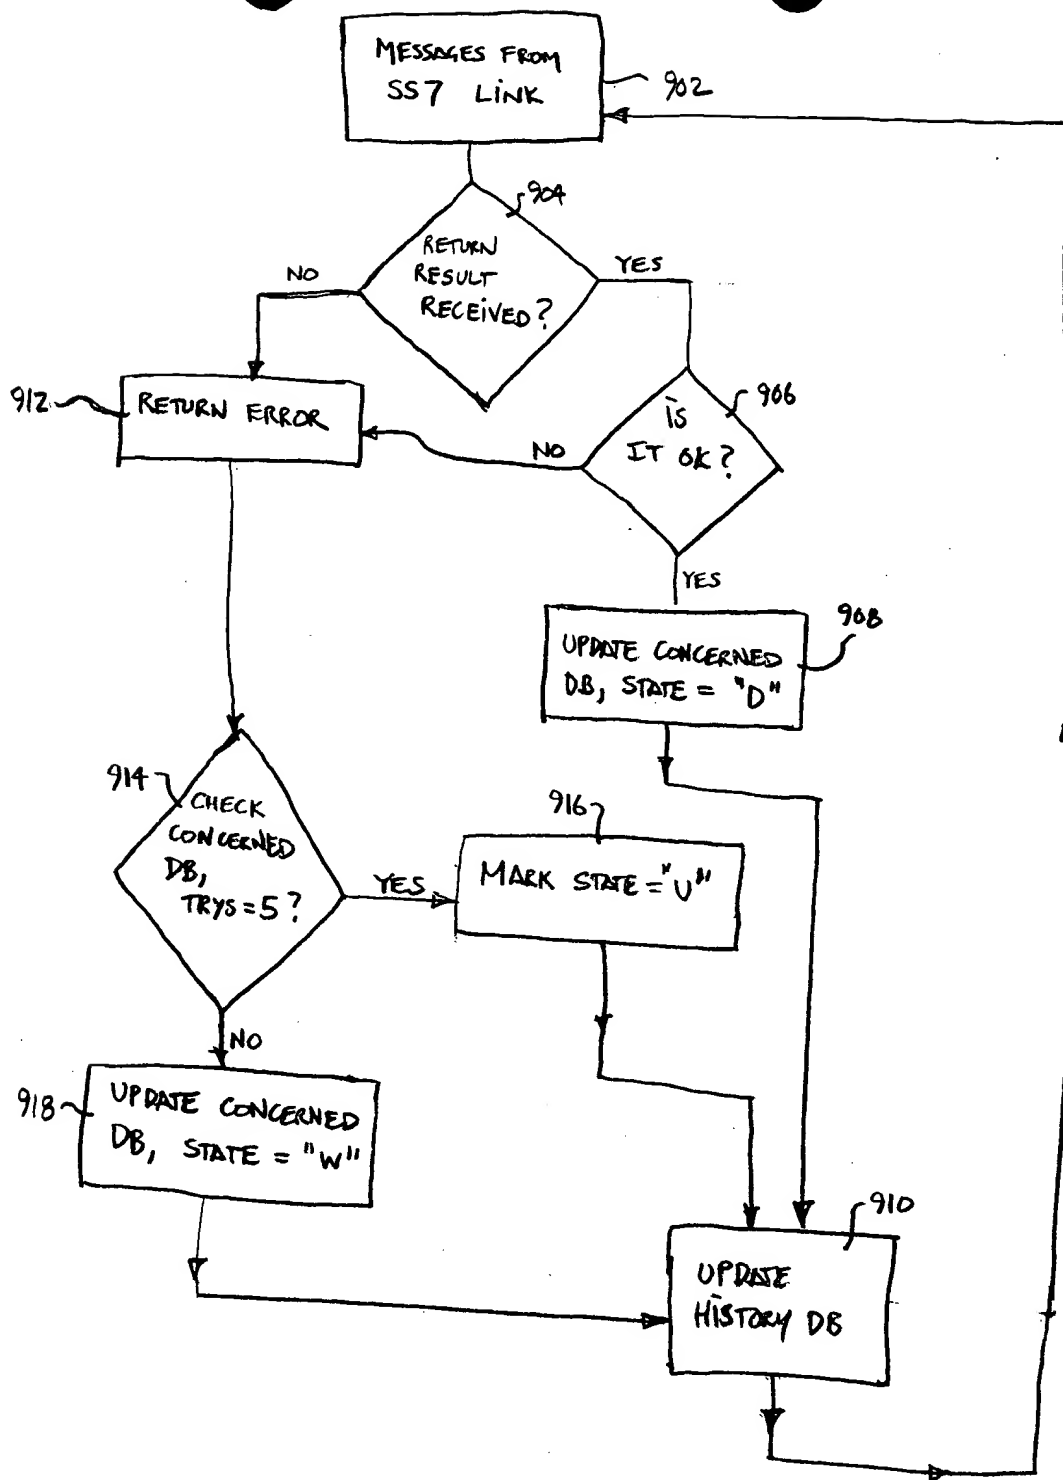 MESSAGES FROM
SS7 LINK
902
904
RETURN
RESULT
RECEIVED?
NO
YES
912
RETURN ERROR
906
IS
IT OK?
NO
YES
908
UPDATE CONCERNED
DB, STATE = "D"
914
CHECK
CONCERNED
DB,
TRYS=5?
YES
916
MARK STATE="U"
NO
918
UPDATE CONCERNED
DB, STATE = "W"
910
UPDATE
HISTORY DB